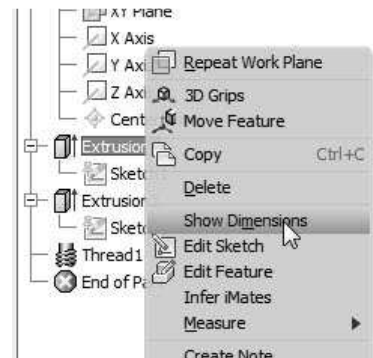 XY Plane
X Axis
Y Axi
Z Axi
Cent
Extrusion
Sketc
Extrusion
Sketc
Thread1
End of Pa
Repeat Work Plane
3D Grips
Move Feature
Copy Ctrl+C
Delete
Show Dimensions
Edit Sketch
Edit Feature
Infer iMates
Measure
Create Note